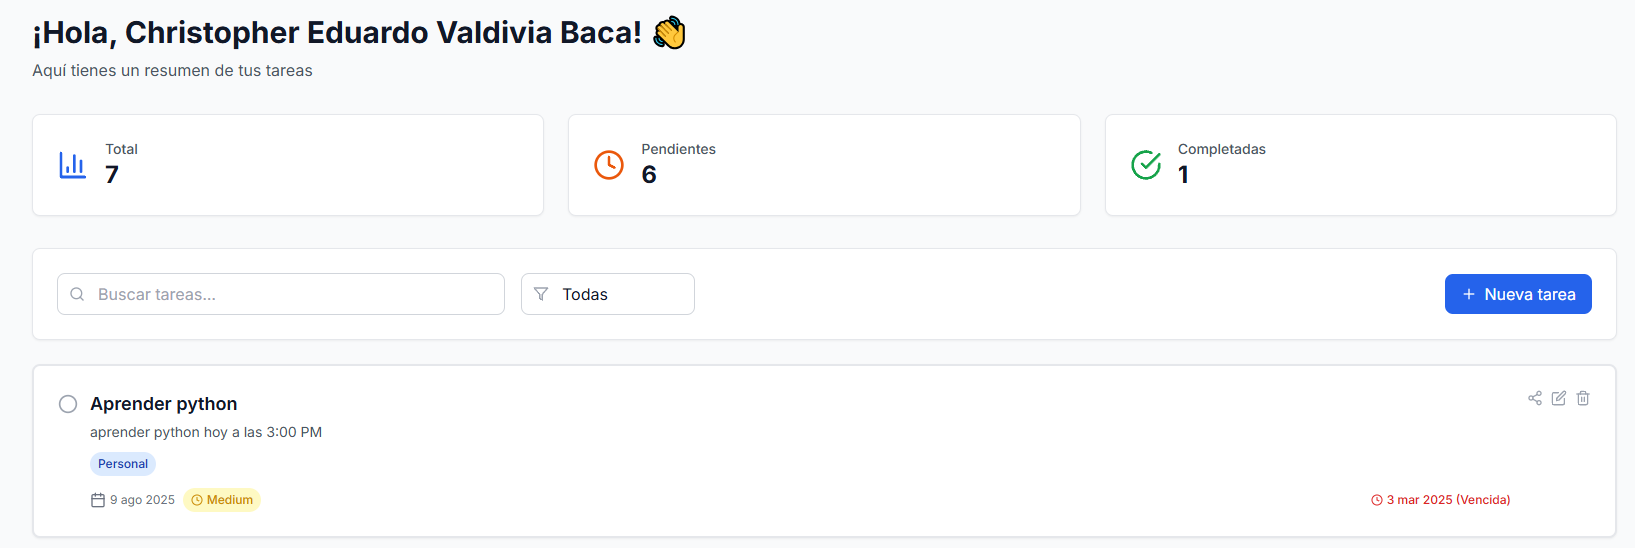 ¡Hola, Christopher Eduardo Valdivia Baca! 👋
Aquí tienes un resumen de tus tareas
Total
7
Pendientes
6
Completadas
1
Buscar tareas...
Todas
+ Nueva tarea
Aprender python
aprender python hoy a las 3:00 PM
Personal
9 ago 2025
Medium
3 mar 2025 (Vencida)